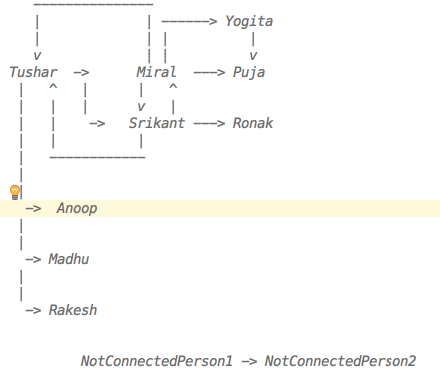 Yogita
Tushar -> Miral ---> Puja
-> Srikant ---> Ronak
-> Anoop
-> Madhu
-> Rakesh
NotConnectedPerson1 -> NotConnectedPerson2